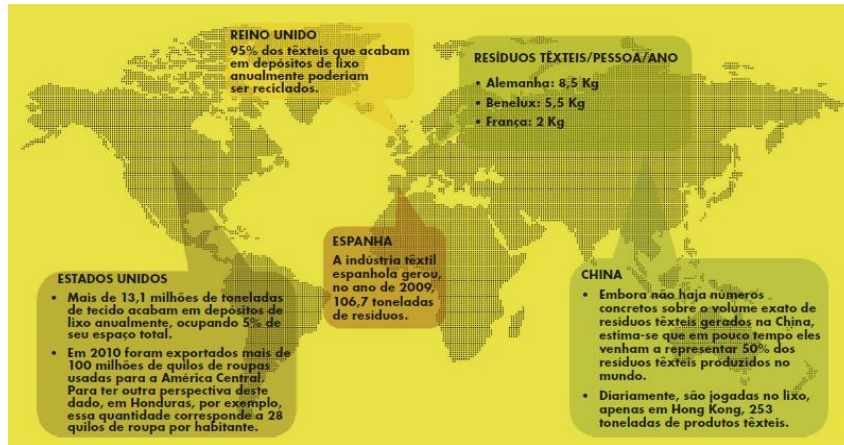 REINO UNIDO
95% dos têxteis que acabam
em depósitos de lixo
anualmente poderiam
ser reciclados.
RESÍDUOS TÊXTEIS/PESSOA/ANO
• Alemanha: 8,5 Kg
• Benelux: 5,5 Kg
• França: 2 Kg
ESPANHA
A indústria têxtil
espanhola gerou,
no ano de 2009,
106,7 toneladas
de resíduos.
ESTADOS UNIDOS
• Mais de 13,1 milhões de toneladas
de tecido acabam em depósitos de
lixo anualmente, ocupando 5% de
seu espaço total.
• Em 2010 foram exportados mais de
100 milhões de quilos de roupas
usadas para a América Central.
Para ter outra perspectiva deste
dado, em Honduras, por exemplo,
essa quantidade corresponde a 28
quilos de roupa por habitante.
CHINA
• Embora não haja números
concretos sobre o volume exato de
resíduos têxteis gerados na China,
estima-se que em pouco tempo eles
venham a representar 50% dos
resíduos têxteis produzidos no
mundo.
• Diariamente, são jogadas no lixo,
apenas em Hong Kong, 253
toneladas de produtos têxteis.